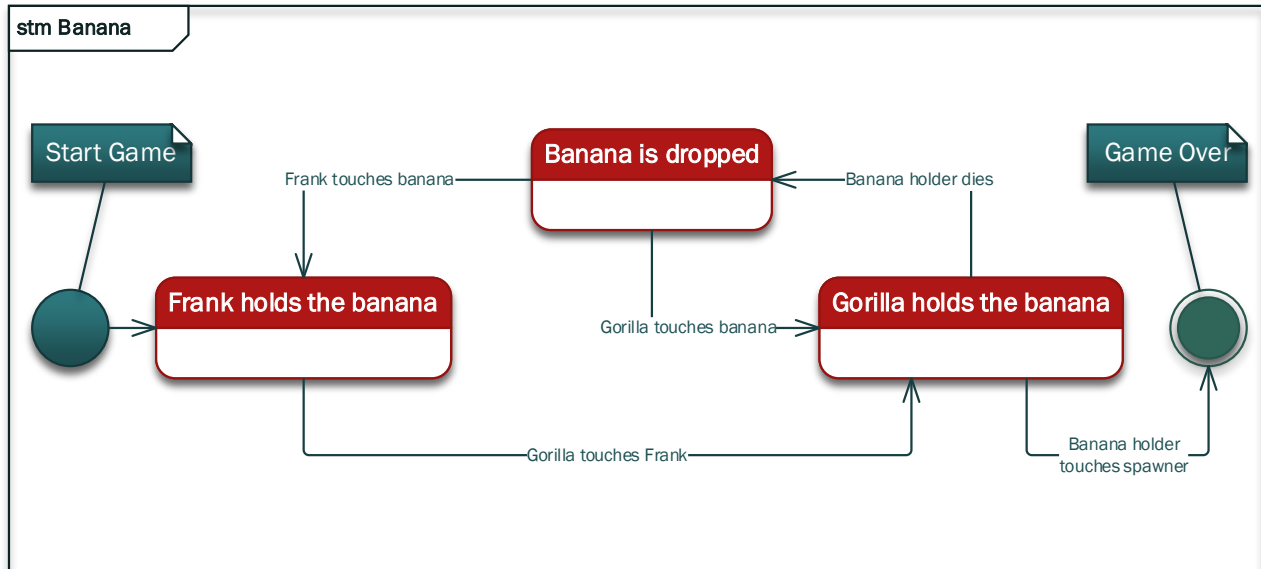 stm Banana
Start Game
Banana is dropped
Game Over
Frank touches banana
Banana holder dies
Frank holds the banana
Gorilla holds the banana
Gorilla touches banana
Gorilla touches Frank
Banana holder
touches spawner